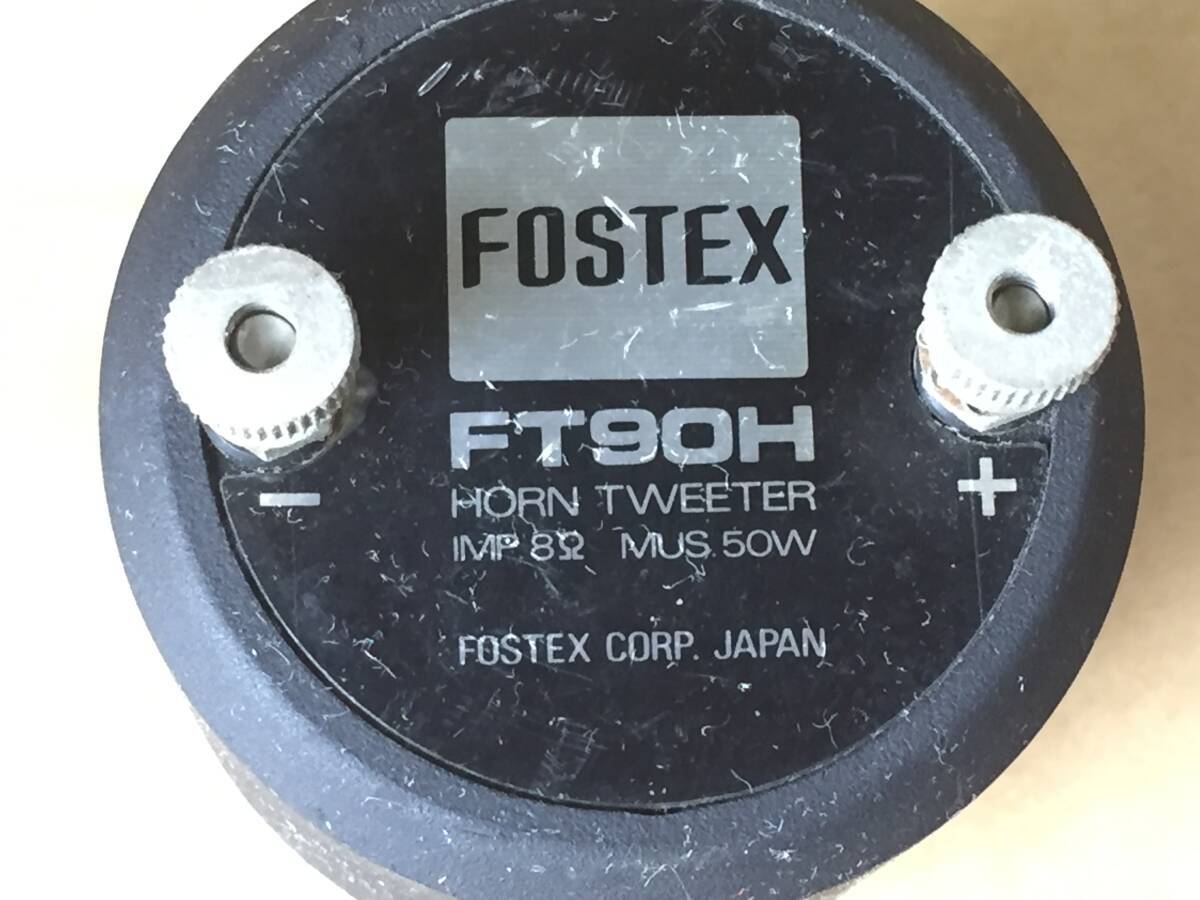 FOSTEX
FT90H
HORN TWEETER
IMP. 8Ω MUS. 50W
− +
FOSTEX CORP. JAPAN